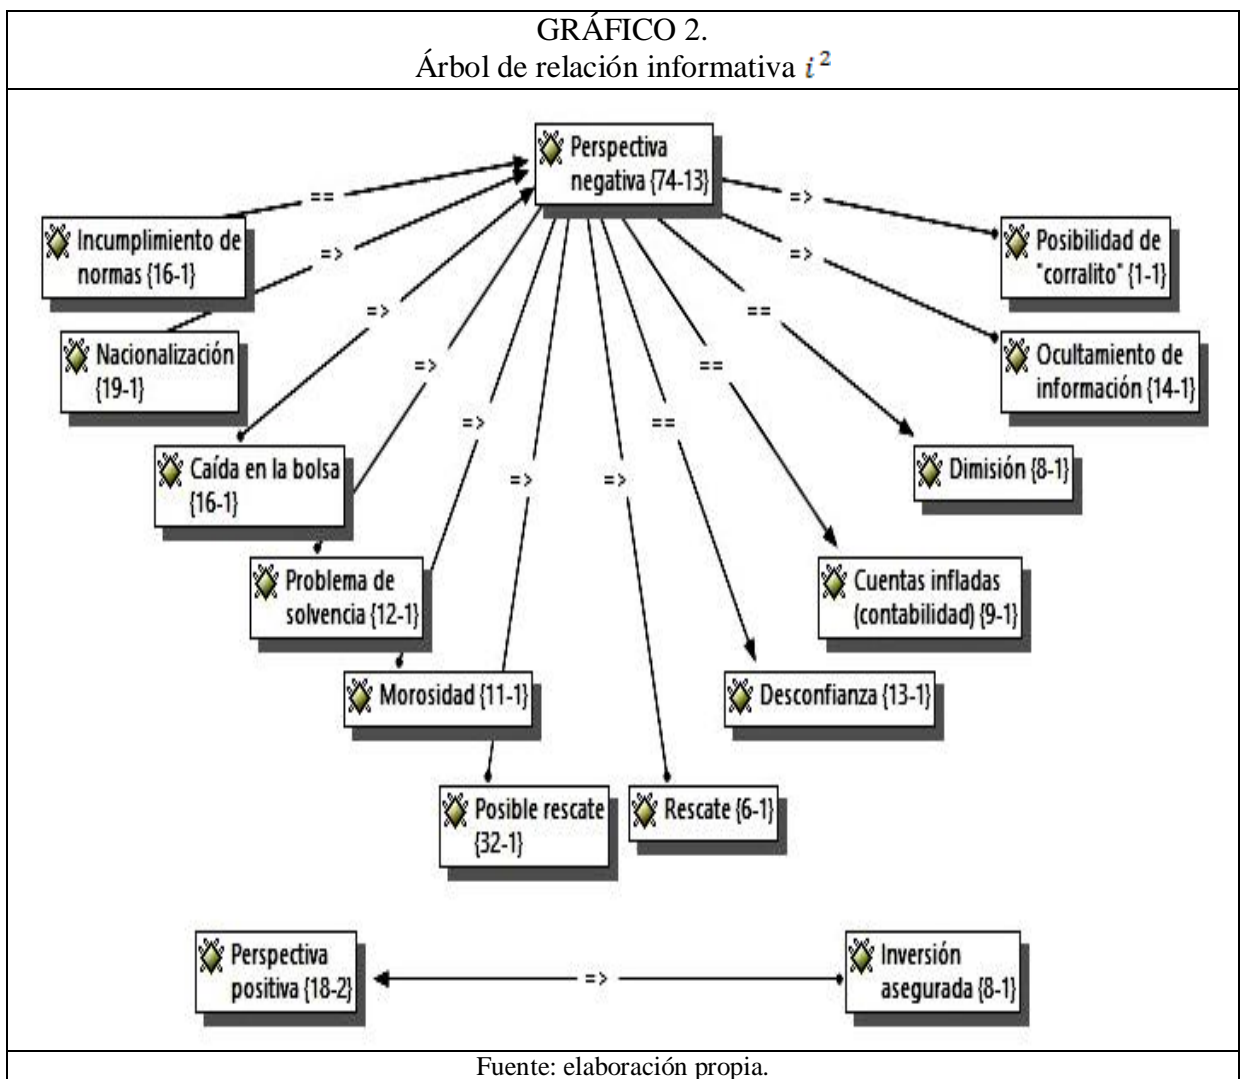 GRÁFICO 2.
Árbol de relación informativa i²
Perspectiva
negativa {74-13}
==
=>
Incumplimiento de
normas {16-1}
Posibilidad de
"corralito" {1-1}
=>
=>
=>
==
Nacionalización
{19-1}
Ocultamiento de
información {14-1}
=>
==
Caída en la bolsa
{16-1}
Dimisión {8-1}
=>
==
=>
=>
Problema de
solvencia {12-1}
Cuentas infladas
(contabilidad) {9-1}
Morosidad {11-1}
Desconfianza {13-1}
Posible rescate
{32-1}
Rescate {6-1}
Perspectiva
positiva {18-2}
=>
Inversión
asegurada {8-1}
Fuente: elaboración propia.